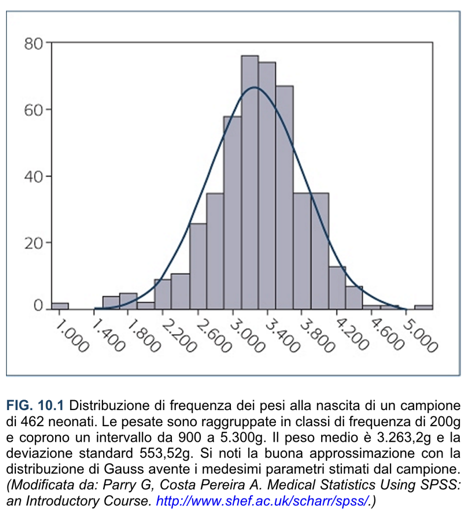 80
60
40
20
0
1.000
1.400
1.800
2.200
2.600
3.000
3.400
3.800
4.200
4.600
5.000
FIG. 10.1 Distribuzione di frequenza dei pesi alla nascita di un campione
di 462 neonati. Le pesate sono raggruppate in classi di frequenza di 200g
e coprono un intervallo da 900 a 5.300g. Il peso medio è 3.263,2g e la
deviazione standard 553,52g. Si noti la buona approssimazione con la
distribuzione di Gauss avente i medesimi parametri stimati dal campione.
(Modificata da: Parry G, Costa Pereira A. Medical Statistics Using SPSS:
an Introductory Course. http://www.shef.ac.uk/scharr/spss/.)